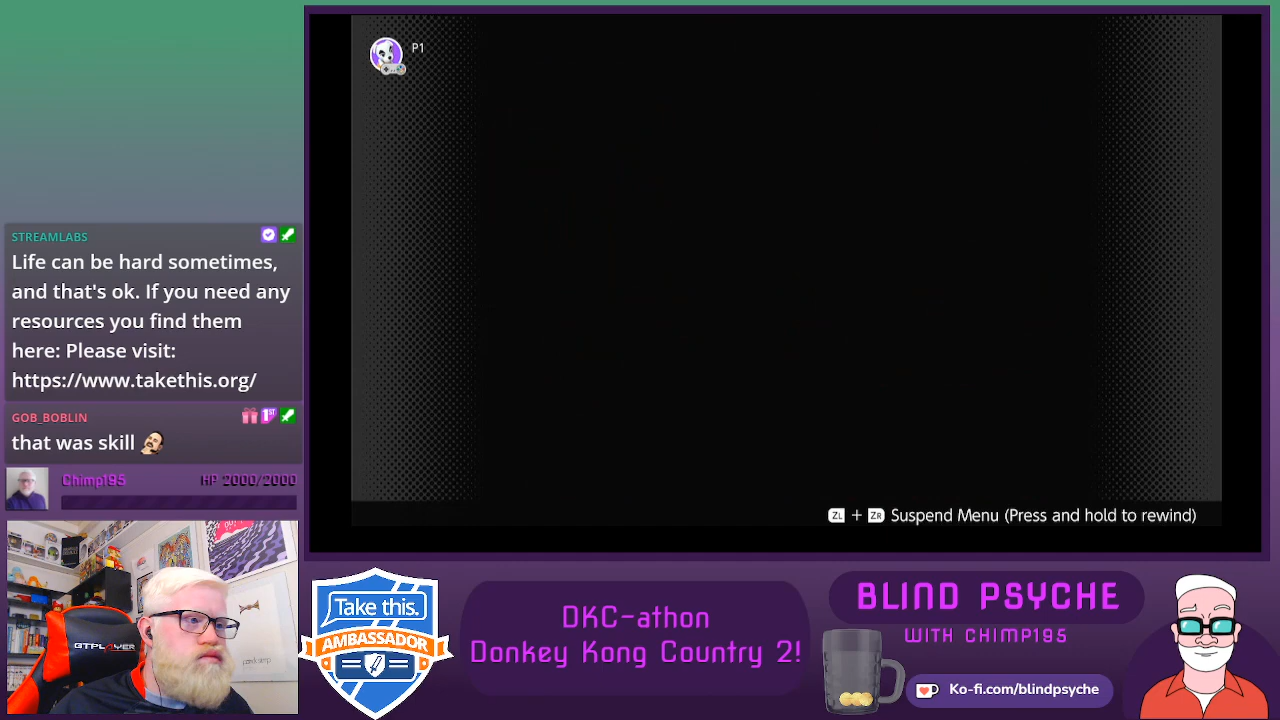 P1
STREAMLABS
Life can be hard sometimes,
and that's ok. If you need any
resources you find them
here: Please visit:
https://www.takethis.org/
GOB_BOBLIN
1ST
that was skill
Chimp195 HP 2000/2000
ZL + ZR Suspend Menu (Press and hold to rewind)
GTPLAYER
Take this.
AMBASSADOR
DKC-athon
Donkey Kong Country 2!
BLIND PSYCHE
WITH CHIMP195
Ko-fi.com/blindpsyche